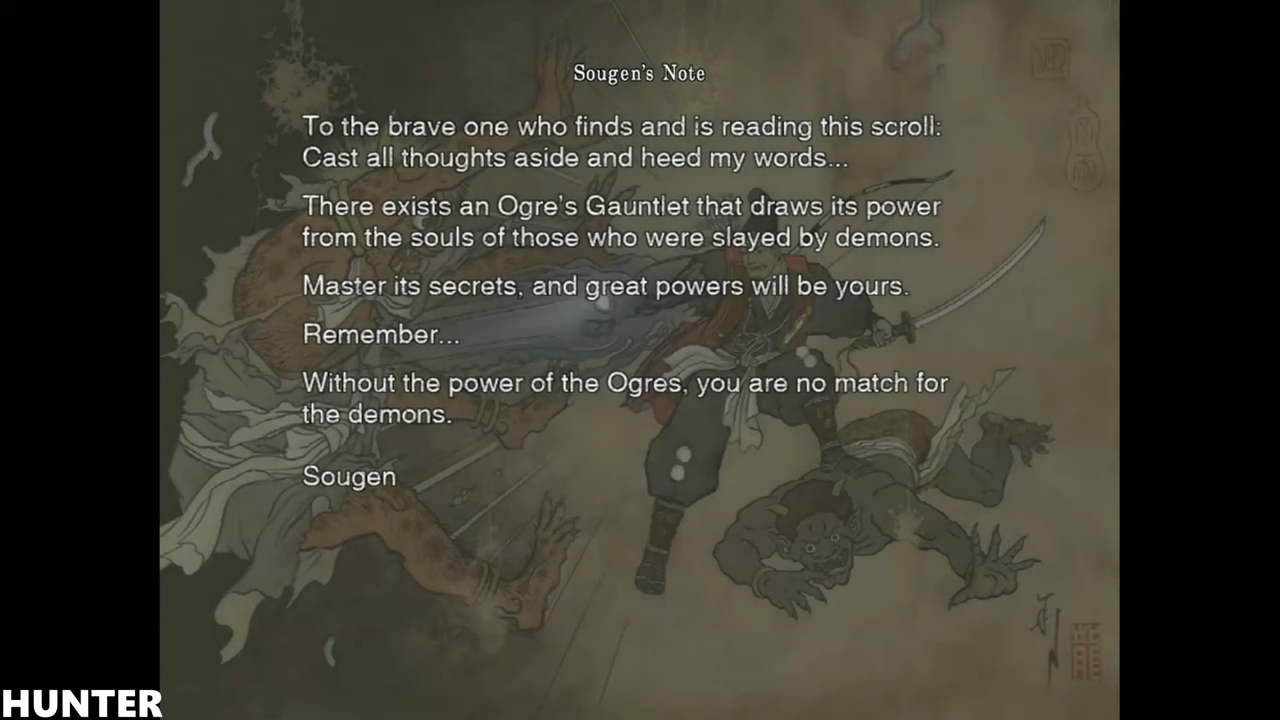 Sougen's Note
To the brave one who finds and is reading this scroll:
Cast all thoughts aside and heed my words...
There exists an Ogre's Gauntlet that draws its power
from the souls of those who were slayed by demons.
Master its secrets, and great powers will be yours.
Remember...
Without the power of the Ogres, you are no match for
the demons.
Sougen
HUNTER